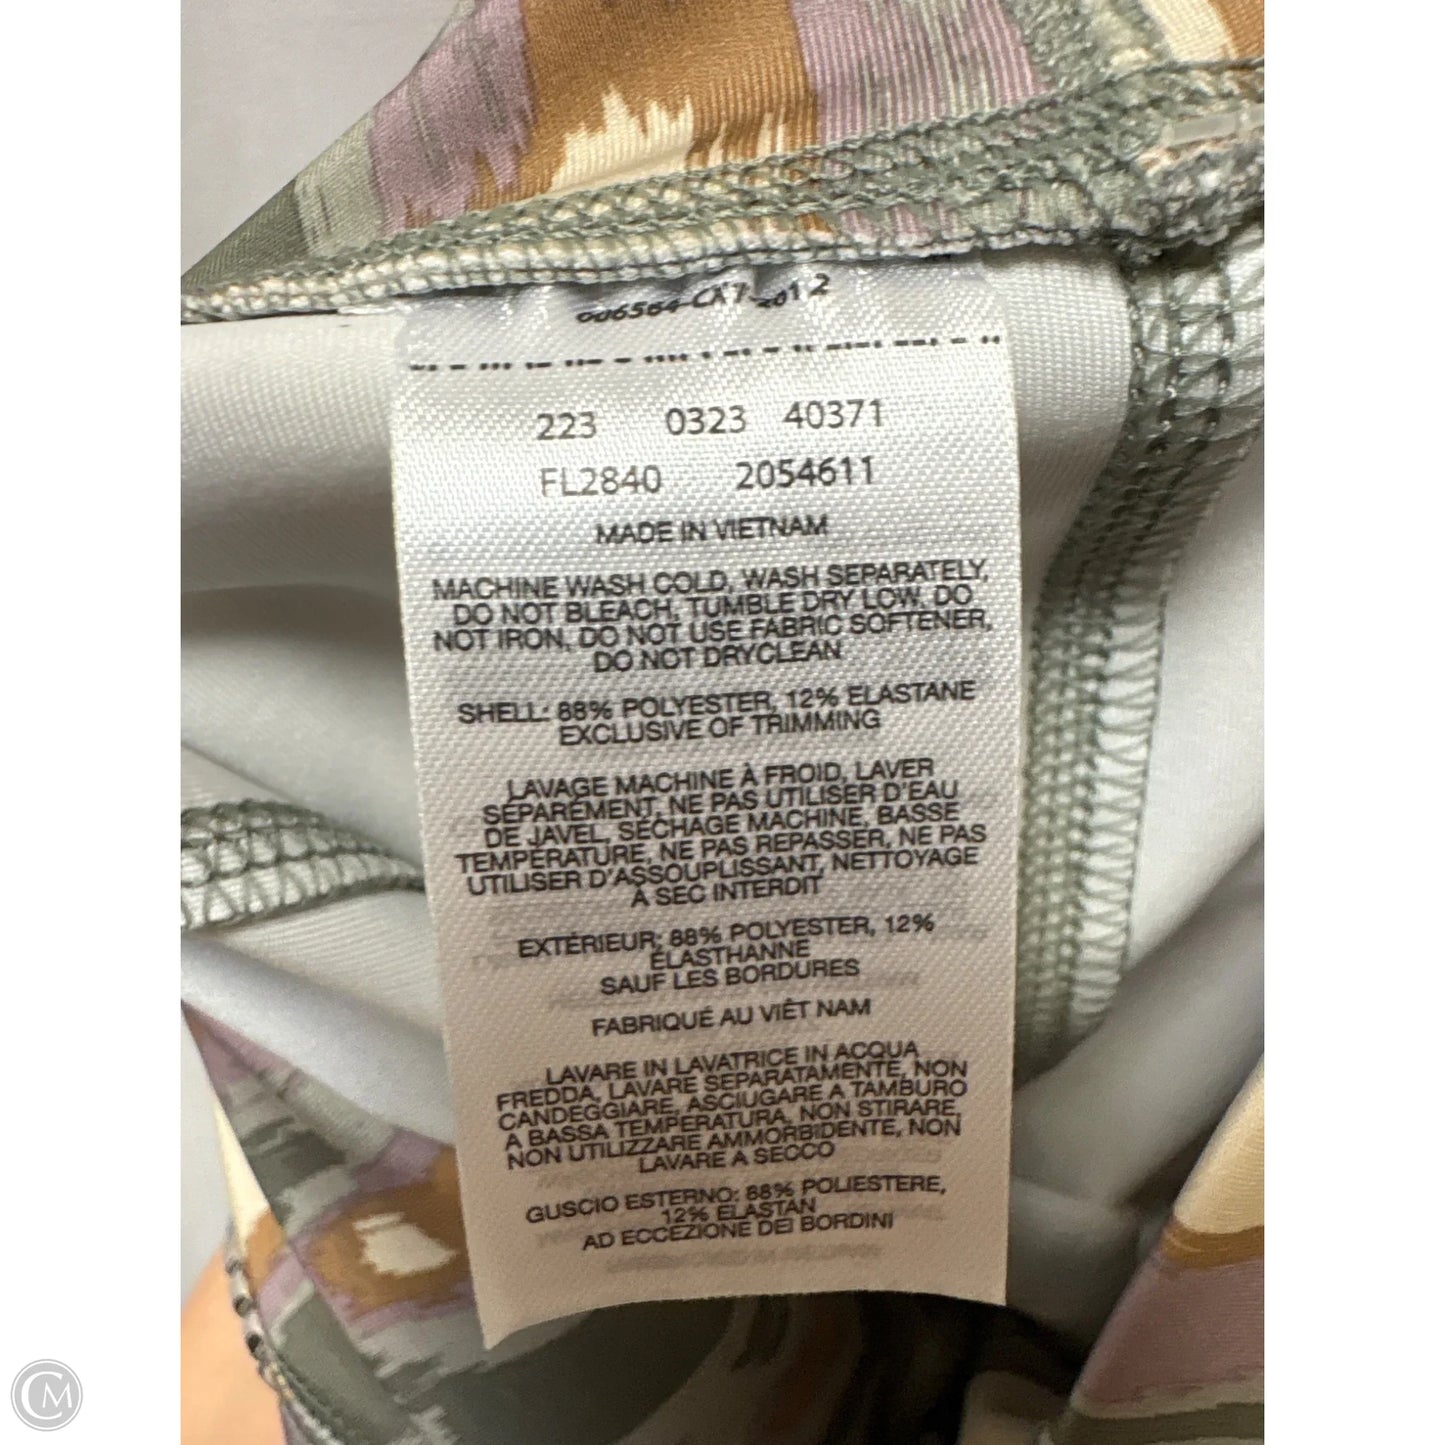 223 0323 40371
FL2840 2054611
MADE IN VIETNAM
MACHINE WASH COLD, WASH SEPARATELY,
DO NOT BLEACH, TUMBLE DRY LOW, DO
NOT IRON, DO NOT USE FABRIC SOFTENER,
DO NOT DRYCLEAN
SHELL: 88% POLYESTER, 12% ELASTANE
EXCLUSIVE OF TRIMMING
LAVAGE MACHINE À FROID, LAVER
SÉPARÉMENT, NE PAS UTILISER D'EAU
DE JAVEL, SÉCHAGE MACHINE, BASSE
TEMPÉRATURE, NE PAS REPASSER, NE PAS
UTILISER D'ASSOUPLISSANT, NETTOYAGE
À SEC INTERDIT
EXTÉRIEUR: 88% POLYESTER, 12%
ÉLASTHANNE
SAUF LES BORDURES
FABRIQUÉ AU VIÊT NAM
LAVARE IN LAVATRICE IN ACQUA
FREDDA, LAVARE SEPARATAMENTE, NON
CANDEGGIARE, ASCIUGARE A TAMBURO
A BASSA TEMPERATURA, NON STIRARE,
NON UTILIZZARE AMMORBIDENTE, NON
LAVARE A SECCO
GUSCIO ESTERNO: 88% POLIESTERE,
12% ELASTAN
AD ECCEZIONE DEI BORDINI
CM